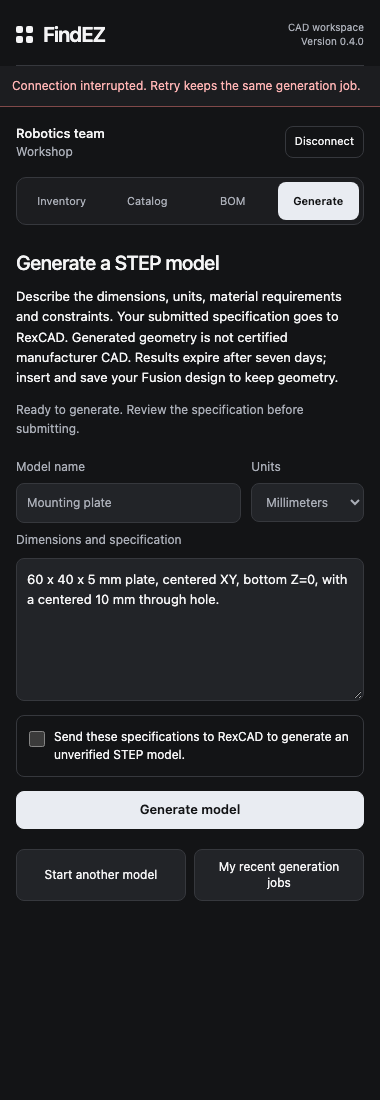 FindEZ
CAD workspace
Version 0.4.0
Connection interrupted. Retry keeps the same generation job.
Robotics team
Workshop
Disconnect
Inventory
Catalog
BOM
Generate
Generate a STEP model
Describe the dimensions, units, material requirements
and constraints. Your submitted specification goes to
RexCAD. Generated geometry is not certified
manufacturer CAD. Results expire after seven days;
insert and save your Fusion design to keep geometry.
Ready to generate. Review the specification before
submitting.
Model name
Units
Mounting plate
Millimeters
Dimensions and specification
60 x 40 x 5 mm plate, centered XY, bottom Z=0, with
a centered 10 mm through hole.
Send these specifications to RexCAD to generate an
unverified STEP model.
Generate model
Start another model
My recent generation
jobs